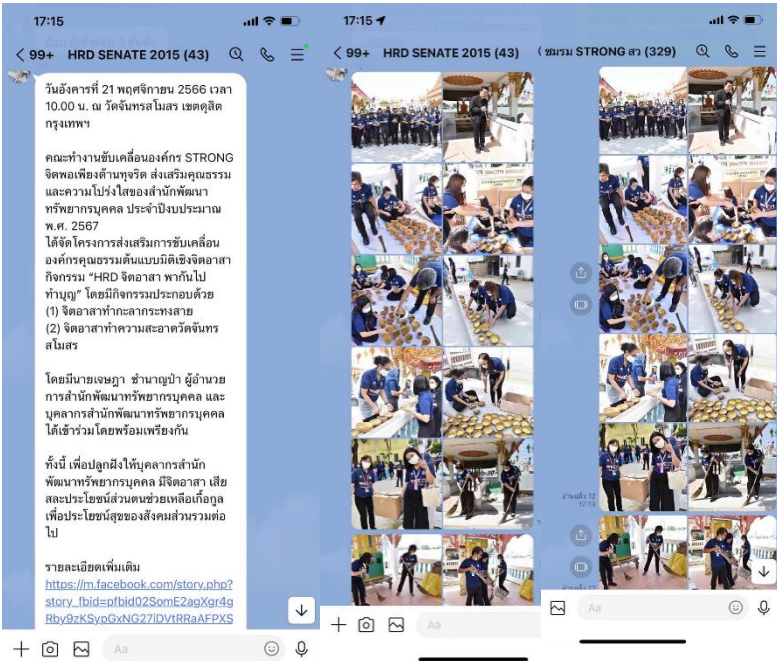 17:15
99+ HRD SENATE 2015 (43)
วันอังคารที่ 21 พฤศจิกายน 2566 เวลา
10.00 น. ณ วัดจันทรสโมสร เขตดุสิต
กรุงเทพฯ
คณะทำงานขับเคลื่อนองค์กร STRONG
จิตพอเพียงต้านทุจริต ส่งเสริมคุณธรรม
และความโปร่งใสของสำนักพัฒนา
ทรัพยากรบุคคล ประจำปีงบประมาณ
พ.ศ. 2567
ได้จัดโครงการส่งเสริมการขับเคลื่อน
องค์กรคุณธรรมต้นแบบมิติเชิงจิตอาสา
กิจกรรม “HRD จิตอาสา พากันไป
ทำบุญ” โดยมีกิจกรรมประกอบด้วย
(1) จิตอาสาทำกะลากระทงสาย
(2) จิตอาสาทำความสะอาดวัดจันทร
สโมสร
โดยมีนายเจษฎา ชำนาญป่า ผู้อำนวย
การสำนักพัฒนาทรัพยากรบุคคล และ
บุคลากรสำนักพัฒนาทรัพยากรบุคคล
ได้เข้าร่วมโดยพร้อมเพรียงกัน
ทั้งนี้ เพื่อปลูกฝังให้บุคลากรสำนัก
พัฒนาทรัพยากรบุคคล มีจิตอาสา เสีย
สละประโยชน์ส่วนตนช่วยเหลือเกื้อกูล
เพื่อประโยชน์สุขของสังคมส่วนรวมต่อ
ไป
รายละเอียดเพิ่มเติม
https://m.facebook.com/story.php?
story_fbid=pfbid02SomE2agXgr4g
Rby9zKSypGxNG27iDVtRRaAFPXS
Aa
17:15
99+ HRD SENATE 2015 (43)
Aa
ชมรม STRONG สว (329)
อ่านแล้ว 12
17:13
อ่านแล้ว 12
Aa